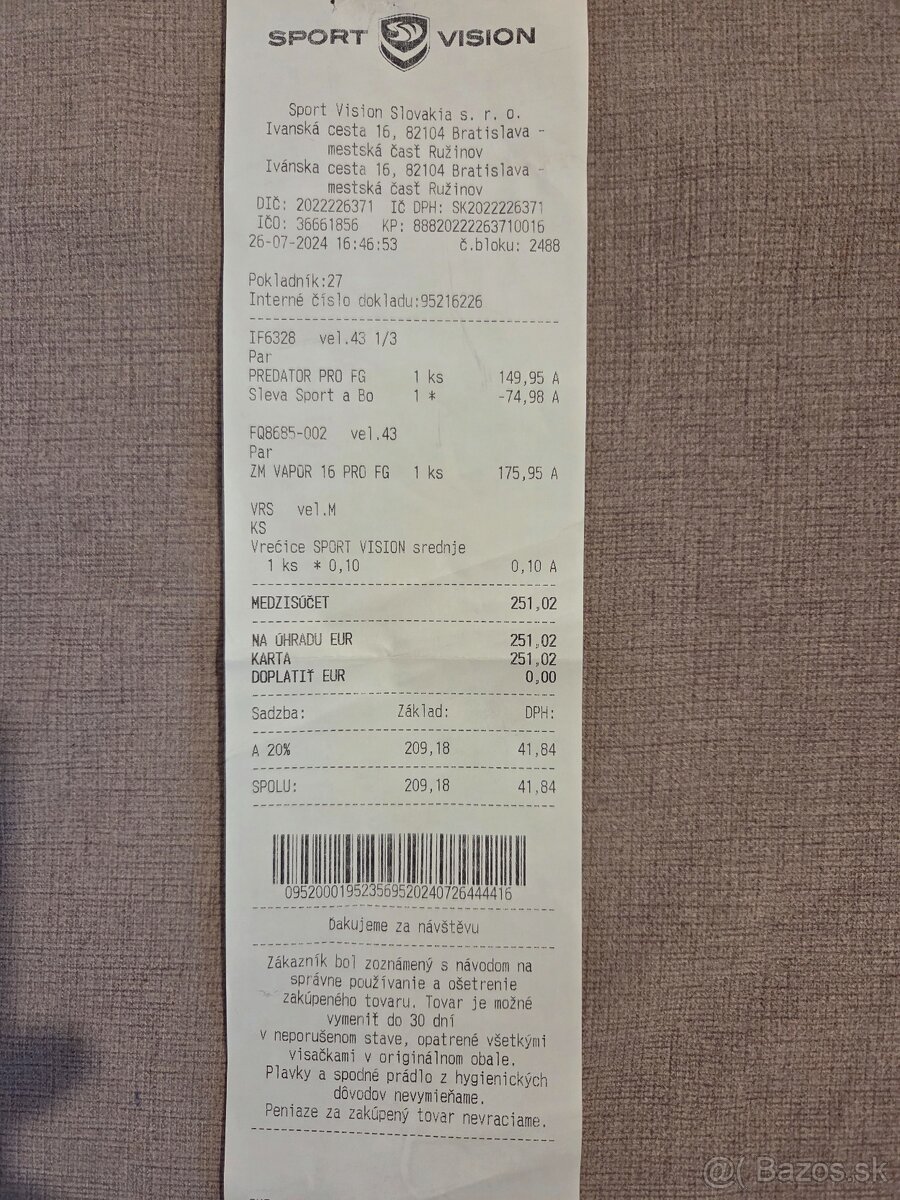 SPORT VISION
Sport Vision Slovakia s. r. o.
Ivanská cesta 16, 82104 Bratislava -
mestská časť Ružinov
Ivánska cesta 16, 82104 Bratislava -
mestská časť Ružinov
DIČ: 2022226371 IČ DPH: SK2022226371
IČO: 36661856 KP: 88820222263710016
26-07-2024 16:46:53 č.bloku: 2488
Pokladník:27
Interné číslo dokladu:95216226
IF6328 vel.43 1/3
Par
PREDATOR PRO FG 1 ks 149,95 A
Sleva Sport a Bo 1 * -74,98 A
FQ8685-002 vel.43
Par
ZM VAPOR 16 PRO FG 1 ks 175,95 A
VRS vel.M
KS
Vrećice SPORT VISION srednje
1 ks * 0,10 0,10 A
MEDZISÚČET 251,02
NA ÚHRADU EUR 251,02
KARTA 251,02
DOPLATIŤ EUR 0,00
Sadzba: Základ: DPH:
A 20% 209,18 41,84
SPOLU: 209,18 41,84
095200019523569520240726444416
Ďakujeme za návštěvu
Zákazník bol zoznámený s návodom na
správne používanie a ošetrenie
zakúpeného tovaru. Tovar je možné
vymeniť do 30 dní
v neporušenom stave, opatrené všetkými
visačkami v originálnom obale.
Plavky a spodné prádlo z hygienických
dôvodov nevymieňame.
Peniaze za zakúpený tovar nevraciame.
@( Bazos.sk